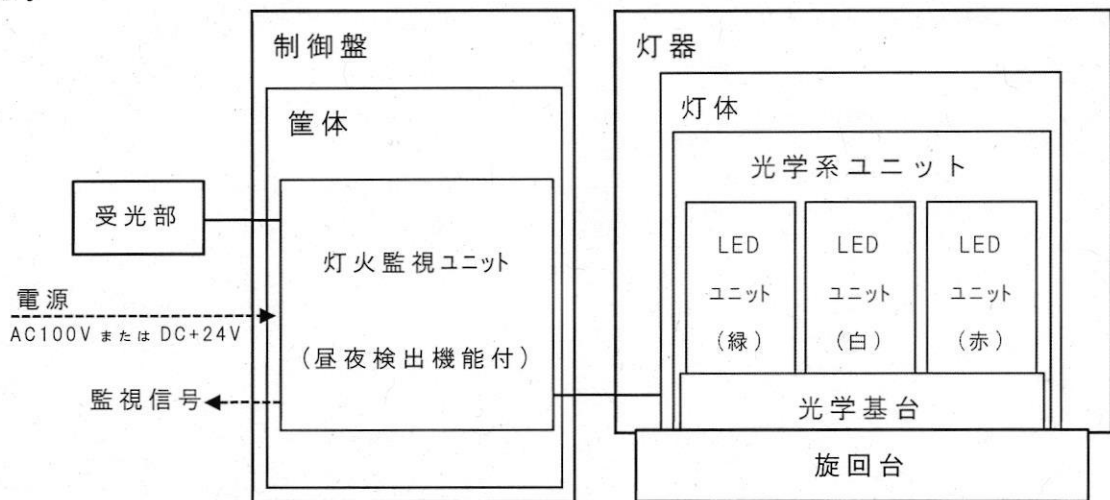 制御盤
筐体
受光部
灯火監視ユニット
(昼夜検出機能付)
電源
AC100V または DC+24V
監視信号
灯器
灯体
光学系ユニット
LED
ユニット
(緑)
LED
ユニット
(白)
LED
ユニット
(赤)
光学基台
旋回台